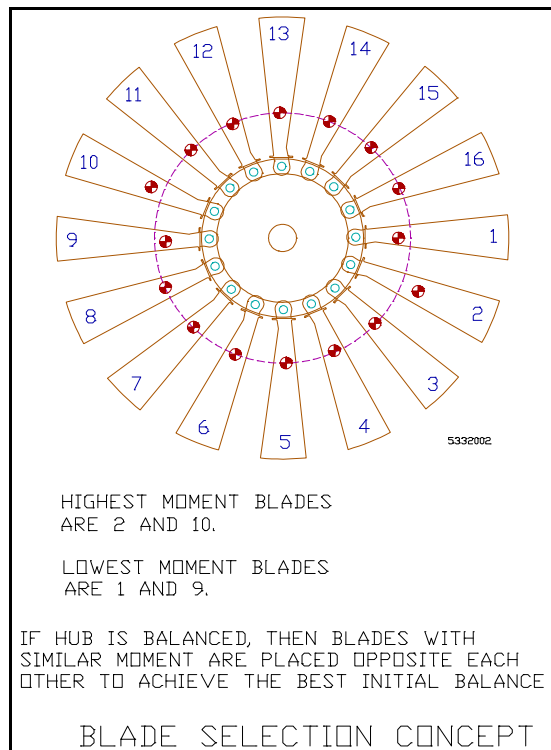 13
12
14
11
15
10
16
9
1
8
2
7
3
6
4
5
5332002
HIGHEST MOMENT BLADES
ARE 2 AND 10.
LOWEST MOMENT BLADES
ARE 1 AND 9.
IF HUB IS BALANCED, THEN BLADES WITH
SIMILAR MOMENT ARE PLACED OPPOSITE EACH
OTHER TO ACHIEVE THE BEST INITIAL BALANCE
BLADE SELECTION CONCEPT